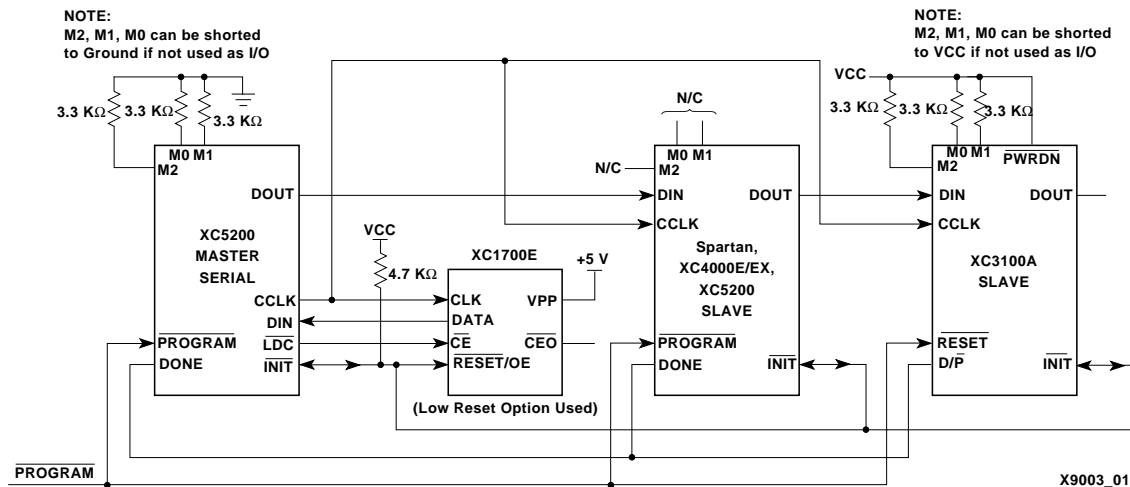 NOTE:
M2, M1, M0 can be shorted
to Ground if not used as I/O
3.3 KΩ
3.3 KΩ
3.3 KΩ
M0 M1
M2
DOUT
XC5200
MASTER
SERIAL
CCLK
DIN
PROGRAM
LDC
DONE
INIT
VCC
4.7 KΩ
XC1700E
+5 V
CLK
VPP
DATA
CE
CEO
RESET/OE
(Low Reset Option Used)
N/C
N/C
M0 M1
M2
DIN
DOUT
CCLK
Spartan,
XC4000E/EX,
XC5200
SLAVE
PROGRAM
DONE
INIT
NOTE:
M2, M1, M0 can be shorted
to VCC if not used as I/O
VCC
3.3 KΩ
3.3 KΩ
3.3 KΩ
M0 M1
PWRDN
M2
DIN
DOUT
CCLK
XC3100A
SLAVE
RESET
D/P
INIT
PROGRAM
X9003_01